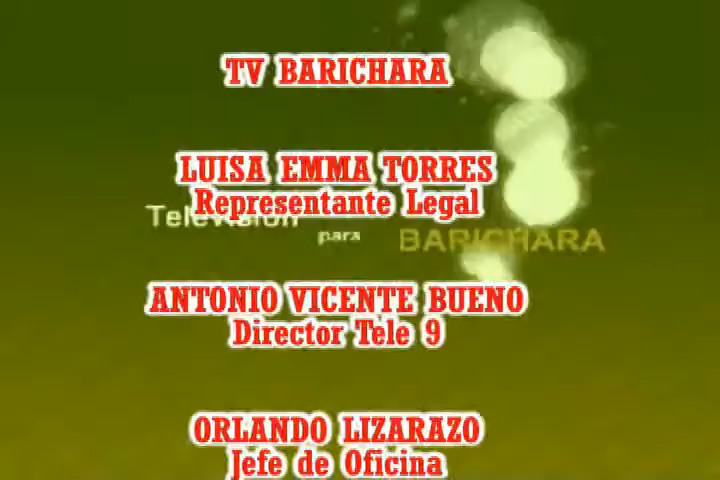 TV BARICHARA
LUISA EMMA TORRES
Representante Legal
Televisión
para
BARICHARA
ANTONIO VICENTE BUENO
Director Tele 9
ORLANDO LIZARAZO
Jefe de Oficina